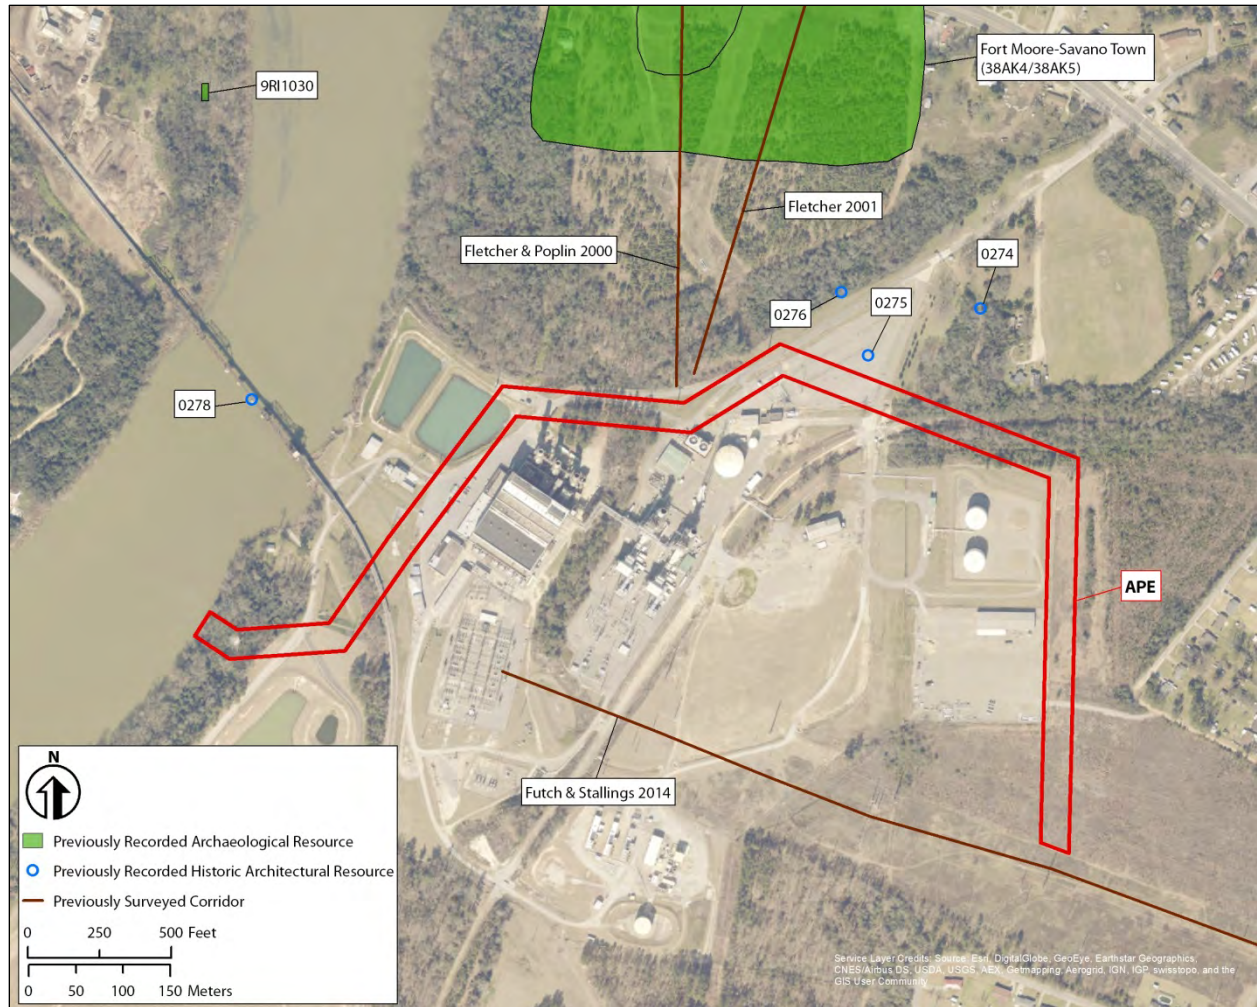 Fort Moore-Savano Town
(38AK4/38AK5)
9RI1030
Fletcher 2001
Fletcher & Poplin 2000
0274
0276
0275
0278
APE
Futch & Stallings 2014
N
Previously Recorded Archaeological Resource
Previously Recorded Historic Architectural Resource
Previously Surveyed Corridor
0 250 500 Feet
0 50 100 150 Meters
Service Layer Credits: Source: Esri, DigitalGlobe, GeoEye, Earthstar Geographics,
CNES/Airbus DS, USDA, USGS, AEX, Getmapping, Aerogrid, IGN, IGP, swisstopo, and the
GIS User Community